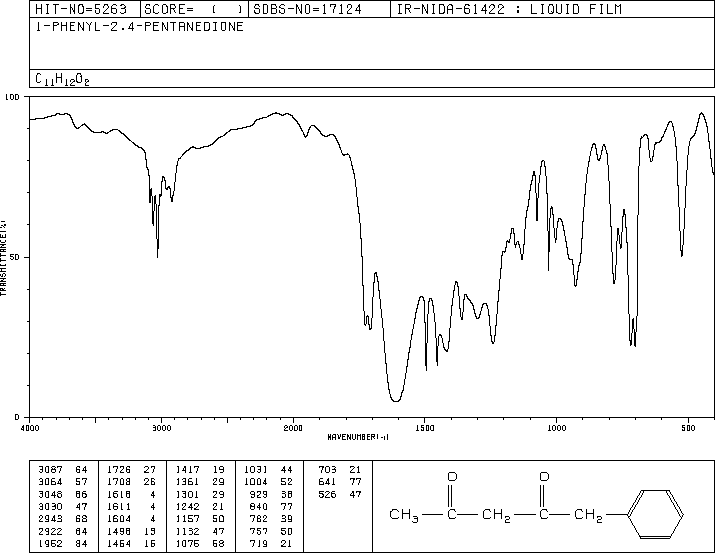 HIT-NO=5263 SCORE= ( ) SDBS-NO=17124 IR-NIDA-61422 : LIQUID FILM
1-PHENYL-2,4-PENTANEDIONE
C11H12O2
100
50
0
TRANSMITTANCE(%)
4000 3000 2000 1500 1000 500
WAVENUMBER(-1)
3087 64 1726 27 1417 19 1031 44 703 21
3064 57 1708 26 1361 29 1004 52 641 77
3048 66 1618 4 1301 29 929 38 526 47
3030 47 1611 4 1242 21 840 77
2943 68 1604 4 1157 50 782 39
2922 64 1498 13 1132 47 757 50
1952 84 1454 16 1076 58 719 21
O O
CH3 C CH2 C CH2